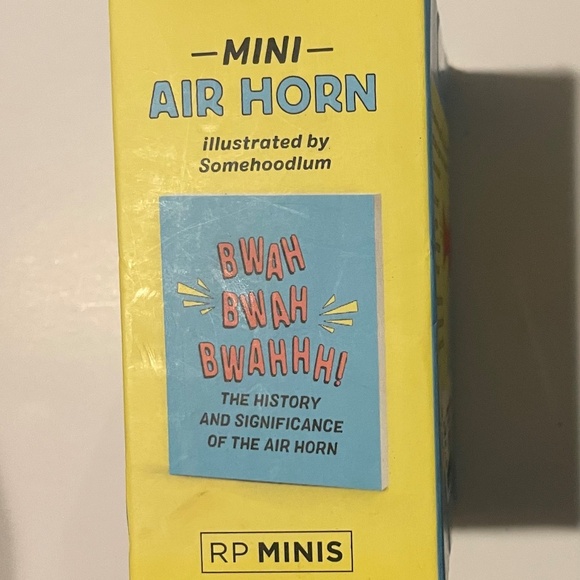 —MINI—
AIR HORN
illustrated by
Somehoodlum
BWAH
BWAH
BWAHHH!
THE HISTORY
AND SIGNIFICANCE
OF THE AIR HORN
RP MINIS